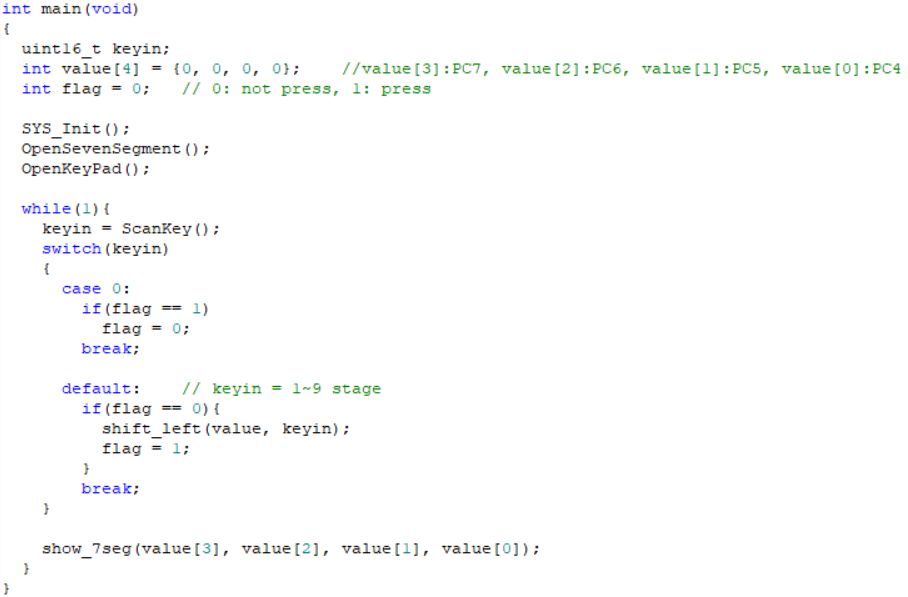 int main(void)
{
  uint16_t keyin;
  int value[4] = {0, 0, 0, 0};    //value[3]:PC7, value[2]:PC6, value[1]:PC5, value[0]:PC4
  int flag = 0;   // 0: not press, 1: press

  SYS_Init();
  OpenSevenSegment();
  OpenKeyPad();

  while(1){
    keyin = ScanKey();
    switch(keyin)
    {
      case 0:
        if(flag == 1)
          flag = 0;
        break;

      default:    // keyin = 1~9 stage
        if(flag == 0){
          shift_left(value, keyin);
          flag = 1;
        }
        break;
    }

    show_7seg(value[3], value[2], value[1], value[0]);
  }
}